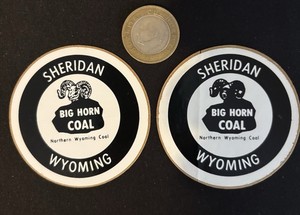 SHERIDAN
BIG HORN
COAL
Northern Wyoming Coal
WYOMING
SHERIDAN
BIG HORN
COAL
Northern Wyoming Coal
WYOMING